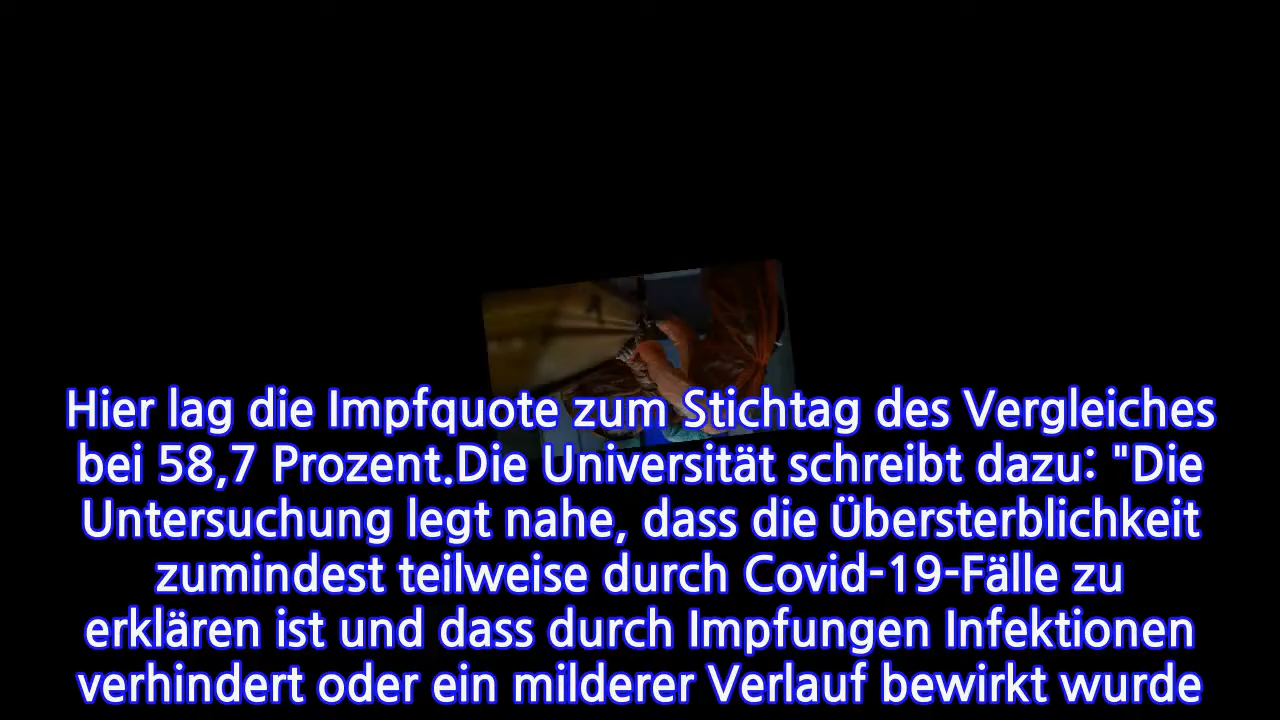 Hier lag die Impfquote zum Stichtag des Vergleiches
bei 58,7 Prozent.Die Universität schreibt dazu: "Die
Untersuchung legt nahe, dass die Übersterblichkeit
zumindest teilweise durch Covid-19-Fälle zu
erklären ist und dass durch Impfungen Infektionen
verhindert oder ein milderer Verlauf bewirkt wurde